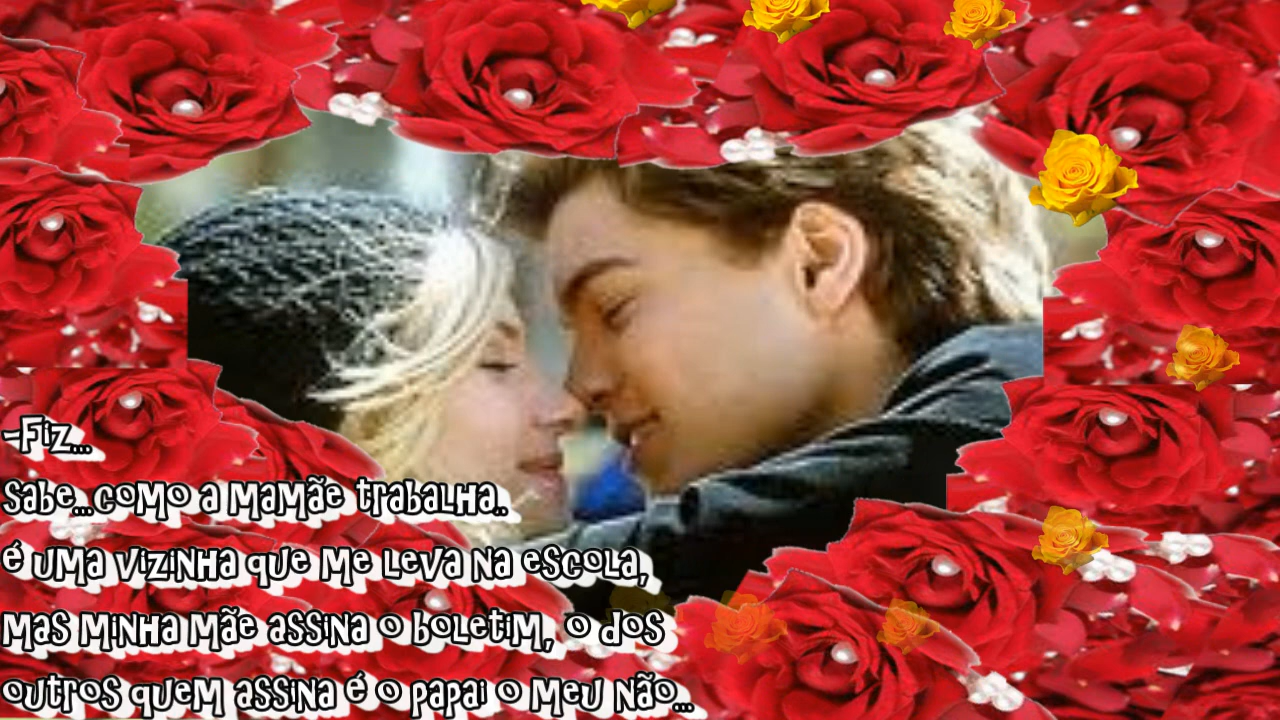 -Fiz...
Sabe...como a mamãe trabalha..
É uma vizinha que me leva na escola,
mas minha mãe assina o boletim, o dos
outros quem assina é o papai o meu não...